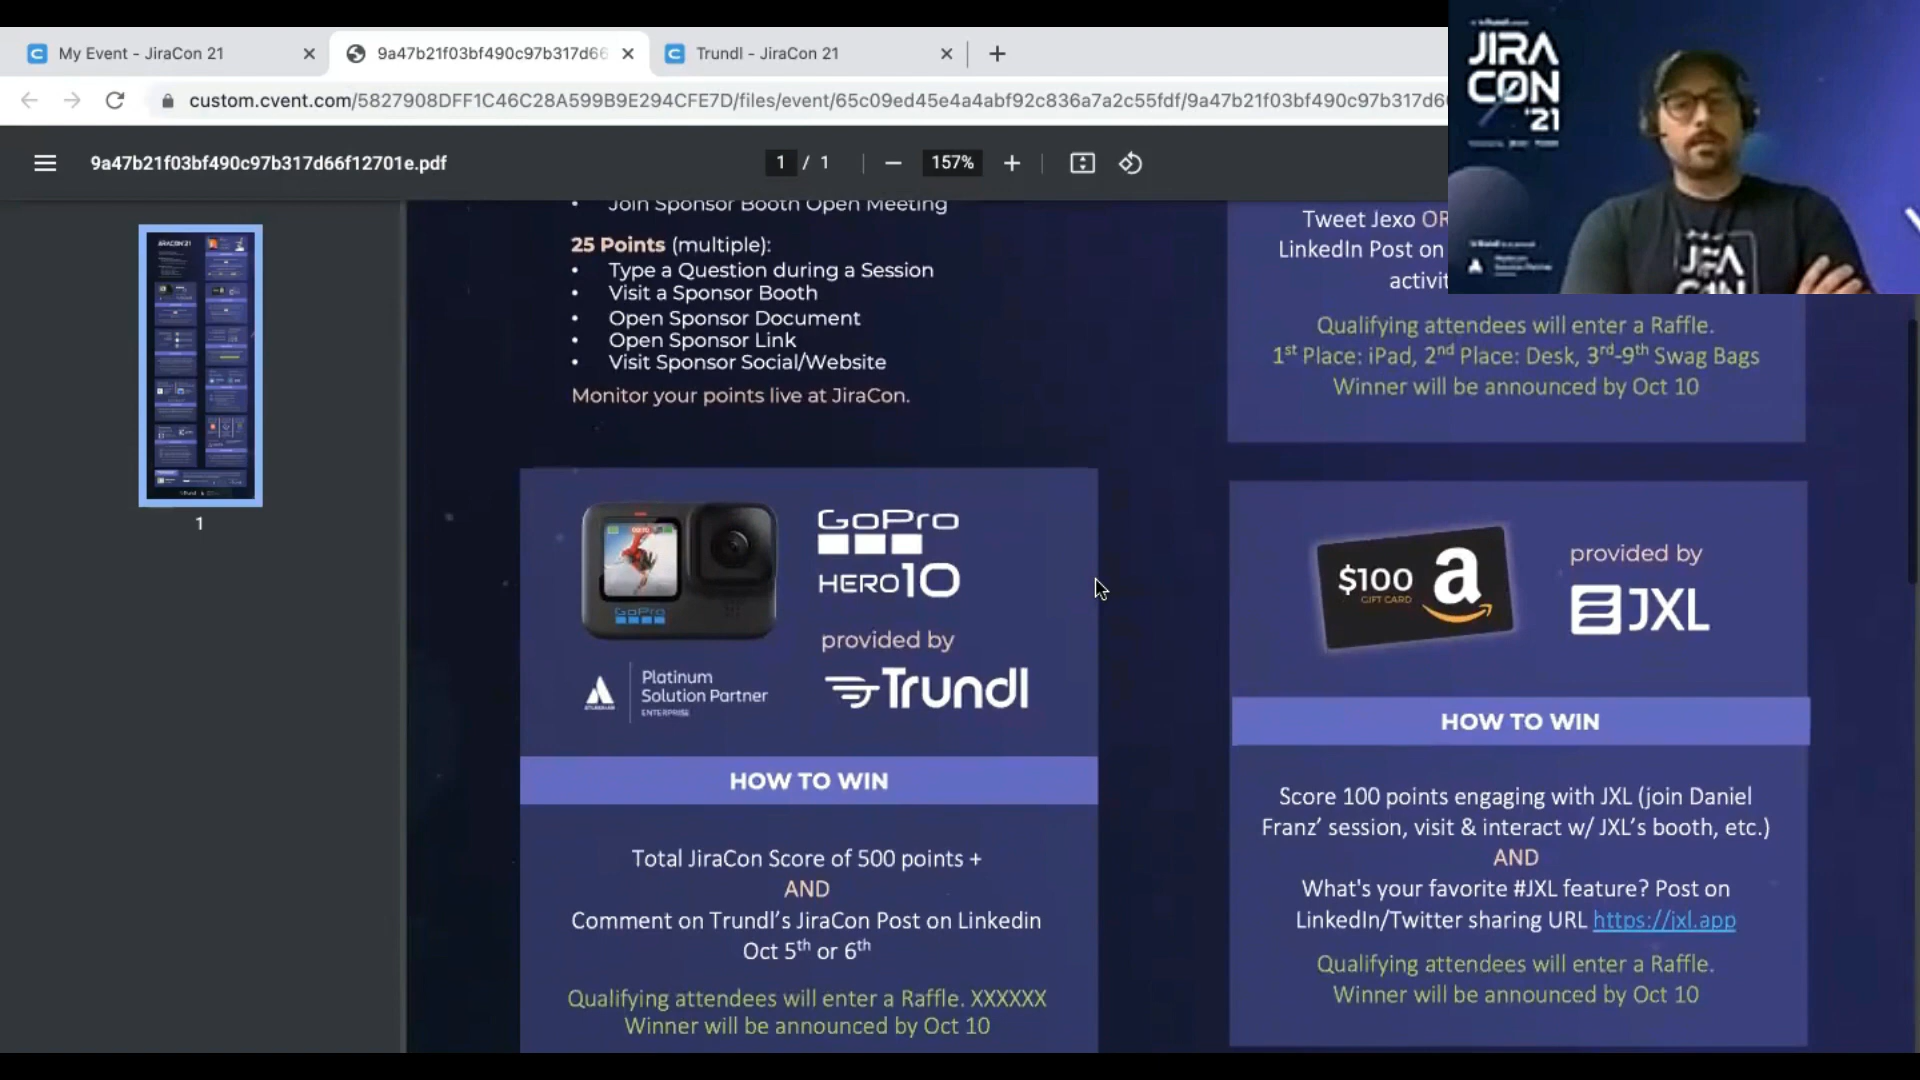 My Event - JiraCon 21
9a47b21f03bf490c97b317d66
Trundl - JiraCon 21
custom.cvent.com/5827908DFF1C46C28A599B9E294CFE7D/files/event/65c09ed45e4a4abf92c836a7a2c55fdf/9a47b21f03bf490c97b317d6
9a47b21f03bf490c97b317d66f12701e.pdf
1 / 1
157%
JIRA
CON
'21
JIRA
CON
JIRACON'21
1
• Join Sponsor Booth Open Meeting
25 Points (multiple):
• Type a Question during a Session
• Visit a Sponsor Booth
• Open Sponsor Document
• Open Sponsor Link
• Visit Sponsor Social/Website
Monitor your points live at JiraCon.
Tweet Jexo OR
LinkedIn Post on
activit
Qualifying attendees will enter a Raffle.
1st Place: iPad, 2nd Place: Desk, 3rd-9th Swag Bags
Winner will be announced by Oct 10
GoPro
GoPro
HERO10
provided by
Trundl
ATLASSIAN
Platinum
Solution Partner
ENTERPRISE
HOW TO WIN
Total JiraCon Score of 500 points +
AND
Comment on Trundl’s JiraCon Post on Linkedin
Oct 5th or 6th
Qualifying attendees will enter a Raffle. XXXXXX
Winner will be announced by Oct 10
$100
GIFT CARD
a
provided by
JXL
HOW TO WIN
Score 100 points engaging with JXL (join Daniel
Franz’ session, visit & interact w/ JXL’s booth, etc.)
AND
What's your favorite #JXL feature? Post on
LinkedIn/Twitter sharing URL https://jxl.app
Qualifying attendees will enter a Raffle.
Winner will be announced by Oct 10